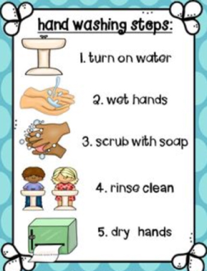 hand washing steps:
1. turn on water
2. wet hands
3. scrub with soap
4. rinse clean
5. dry hands